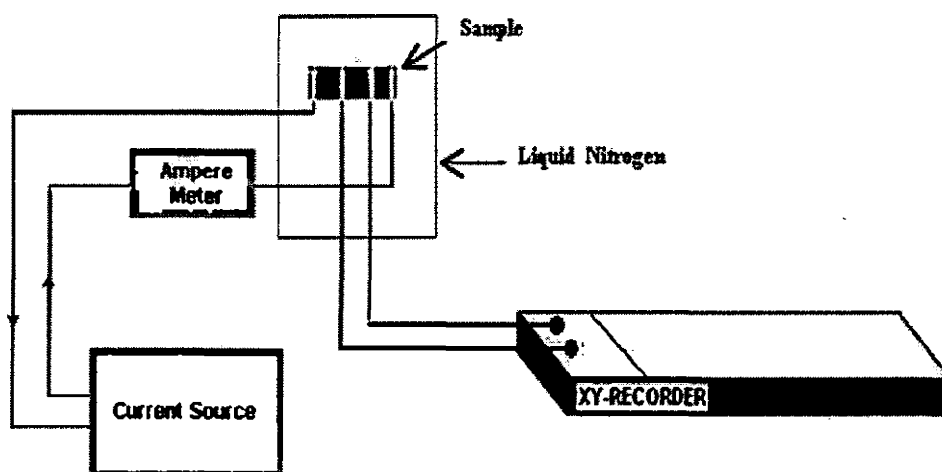 Sample
Ampere
Meter
Liquid Nitrogen
Current Source
XY-RECORDER